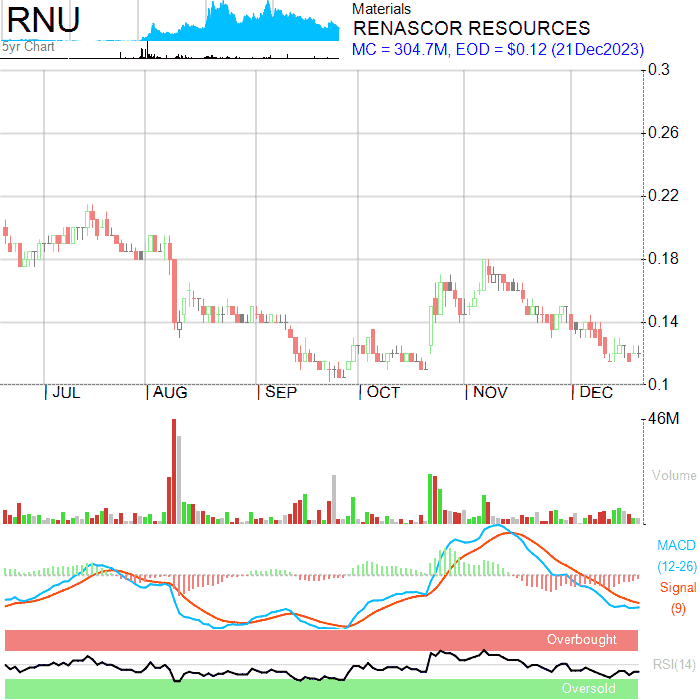 RNU
5yr Chart
Materials
RENASCOR RESOURCES
MC = 304.7M, EOD = $0.12 (21Dec2023)
0.3
0.26
0.22
0.18
0.14
0.1
JUL AUG SEP OCT NOV DEC
46M
Volume
MACD
(12-26)
Signal
(9)
Overbought
RSI(14)
Oversold